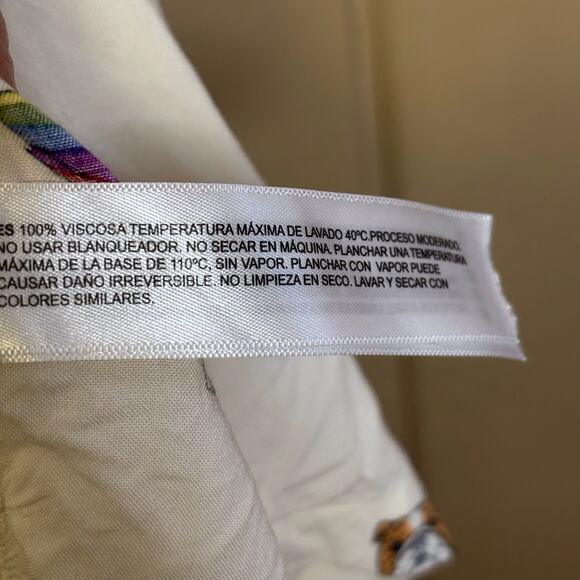 ES 100% VISCOSA TEMPERATURA MÁXIMA DE LAVADO 40ºC.PROCESO MODERADO.
NO USAR BLANQUEADOR. NO SECAR EN MÁQUINA. PLANCHAR UNA TEMPERATURA
MÁXIMA DE LA BASE DE 110ºC, SIN VAPOR. PLANCHAR CON VAPOR PUEDE
CAUSAR DAÑO IRREVERSIBLE. NO LIMPIEZA EN SECO. LAVAR Y SECAR CON
COLORES SIMILARES.